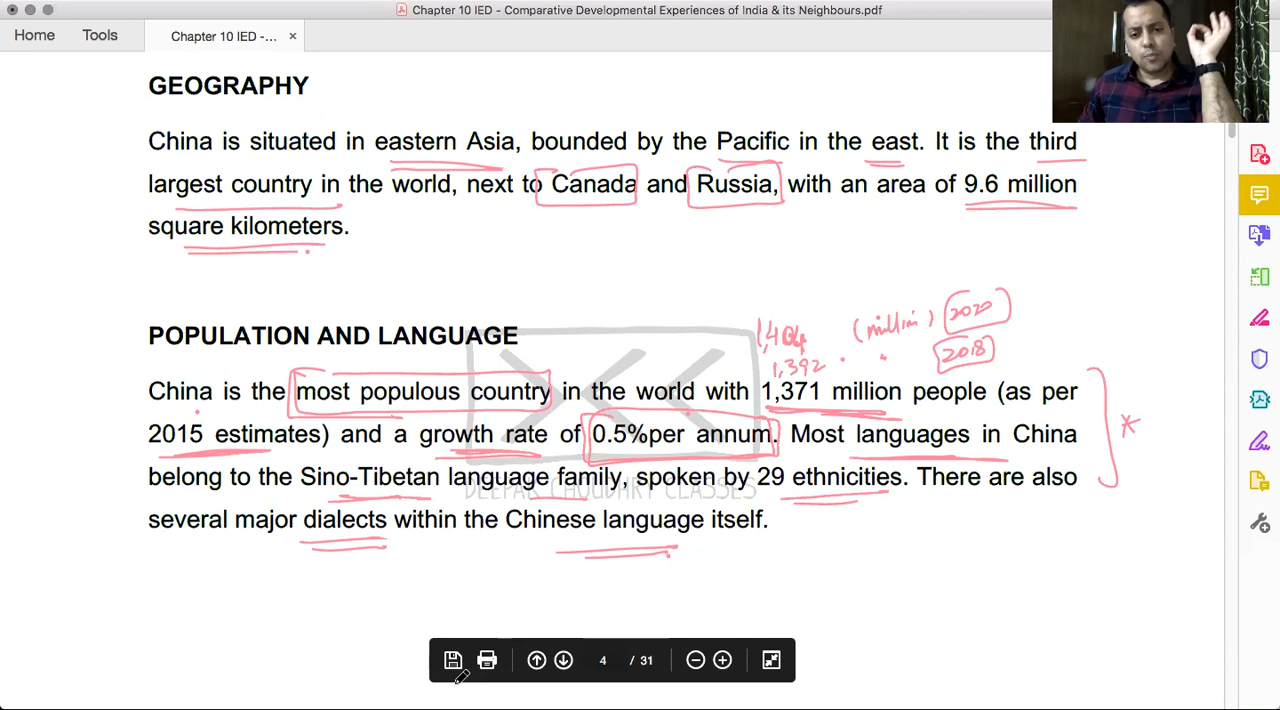 Chapter 10 IED - Comparative Developmental Experiences of India & its Neighbours.pdf
Home Tools Chapter 10 IED -... ×
GEOGRAPHY
China is situated in eastern Asia, bounded by the Pacific in the east. It is the third
largest country in the world, next to Canada and Russia, with an area of 9.6 million
square kilometers.
1,404 (million) 2020
1,392 " 2018
POPULATION AND LANGUAGE
China is the most populous country in the world with 1,371 million people (as per
2015 estimates) and a growth rate of 0.5%per annum. Most languages in China
belong to the Sino-Tibetan language family, spoken by 29 ethnicities. There are also
several major dialects within the Chinese language itself.
DEEPAK CHOUDHARY CLASSES
4 / 31